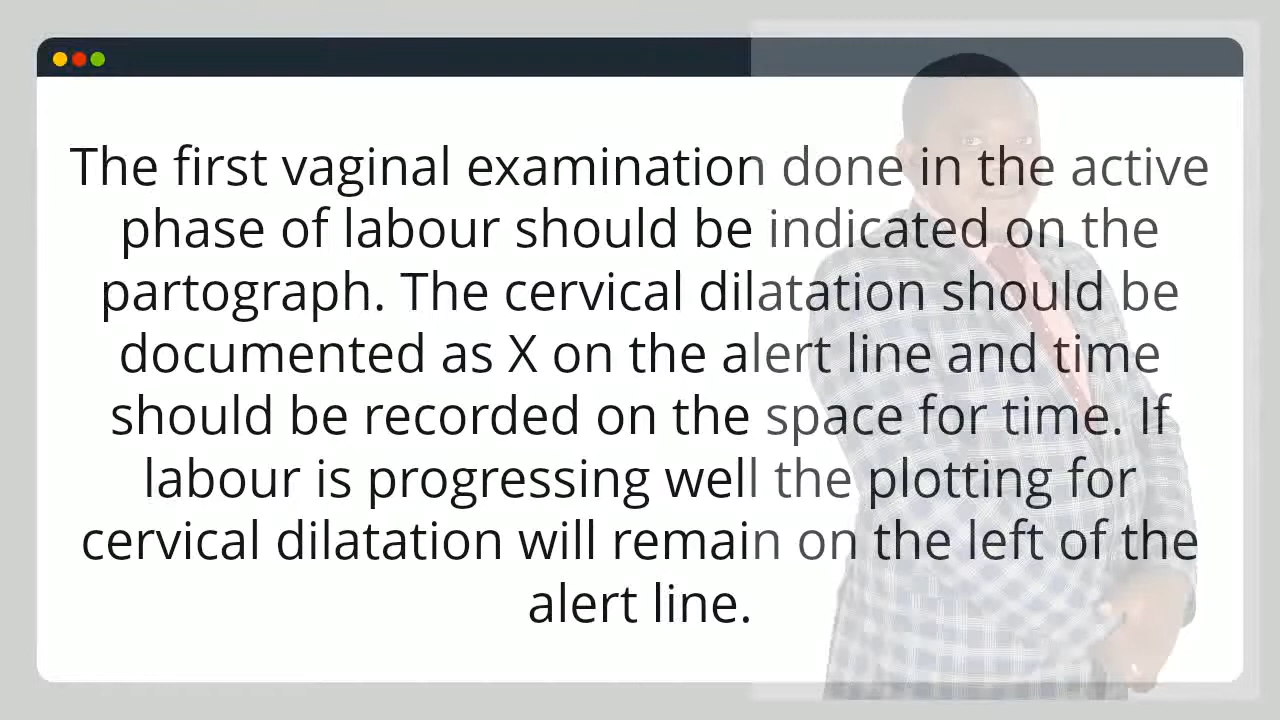 The first vaginal examination done in the active
phase of labour should be indicated on the
partograph. The cervical dilatation should be
documented as X on the alert line and time
should be recorded on the space for time. If
labour is progressing well the plotting for
cervical dilatation will remain on the left of the
alert line.